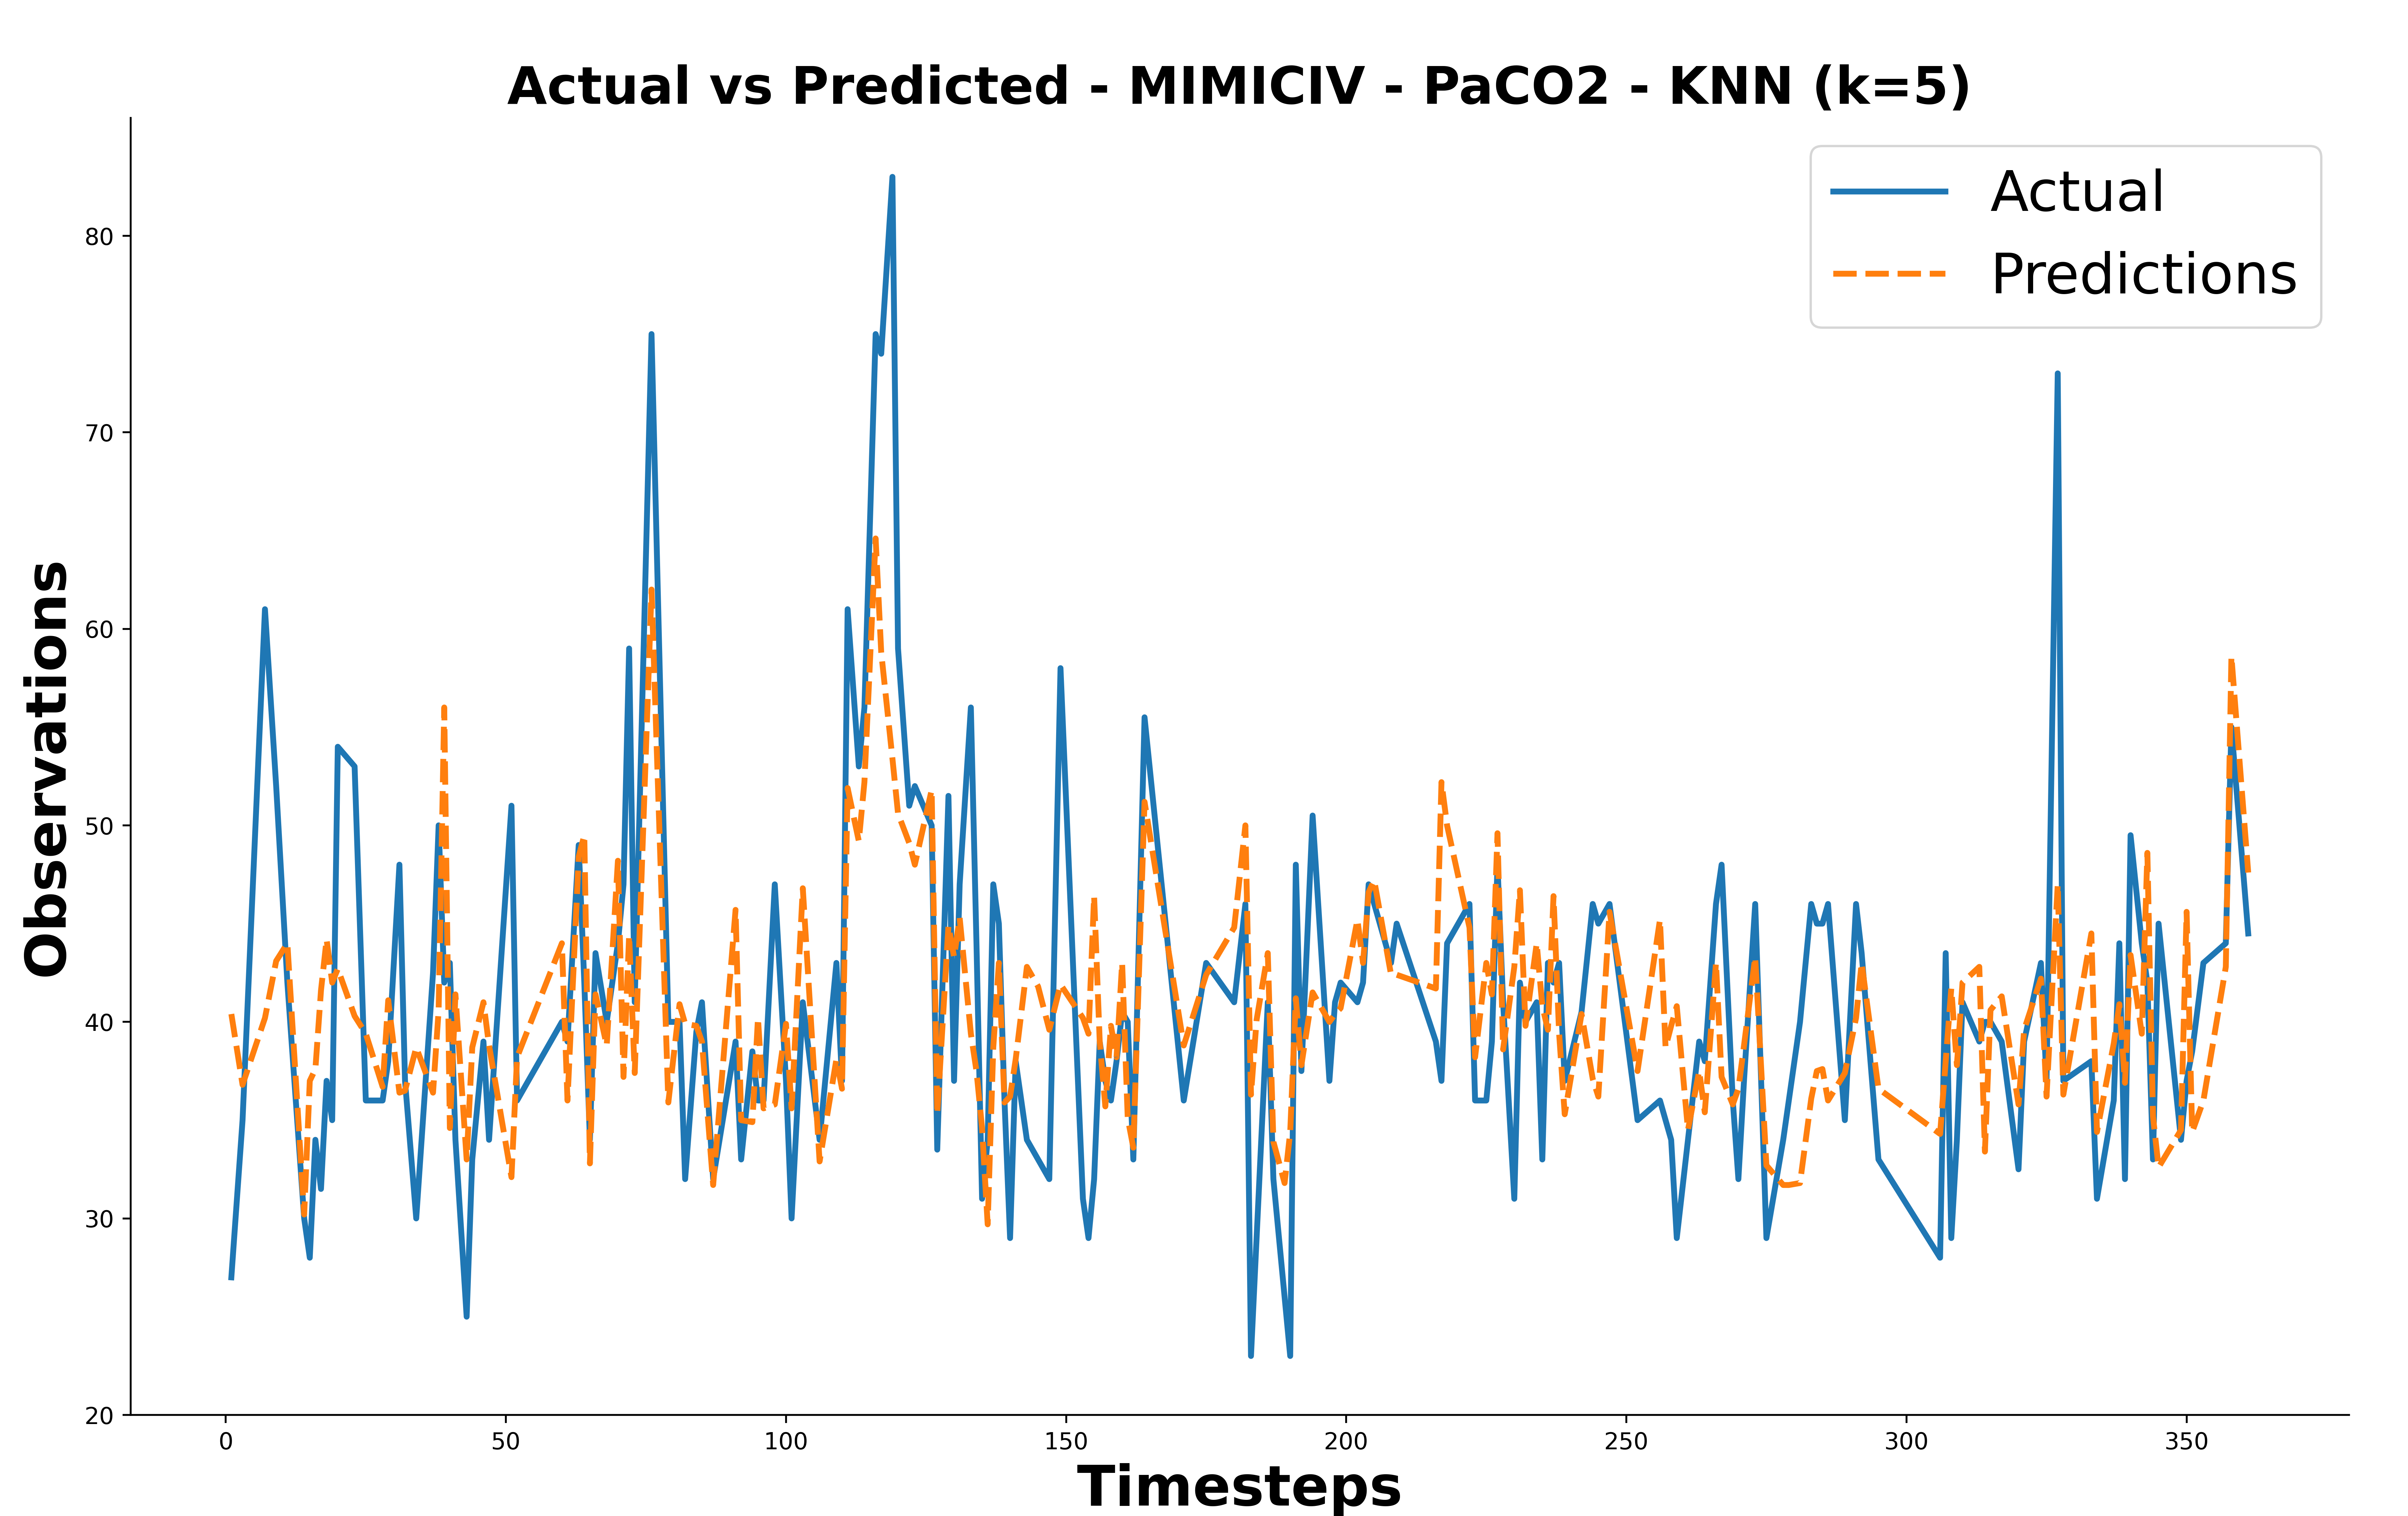 Actual vs Predicted - MIMICIV - PaCO2 - KNN (k=5)
Actual
Predictions
Observations
80
70
60
50
40
30
20
0 50 100 150 200 250 300 350
Timesteps